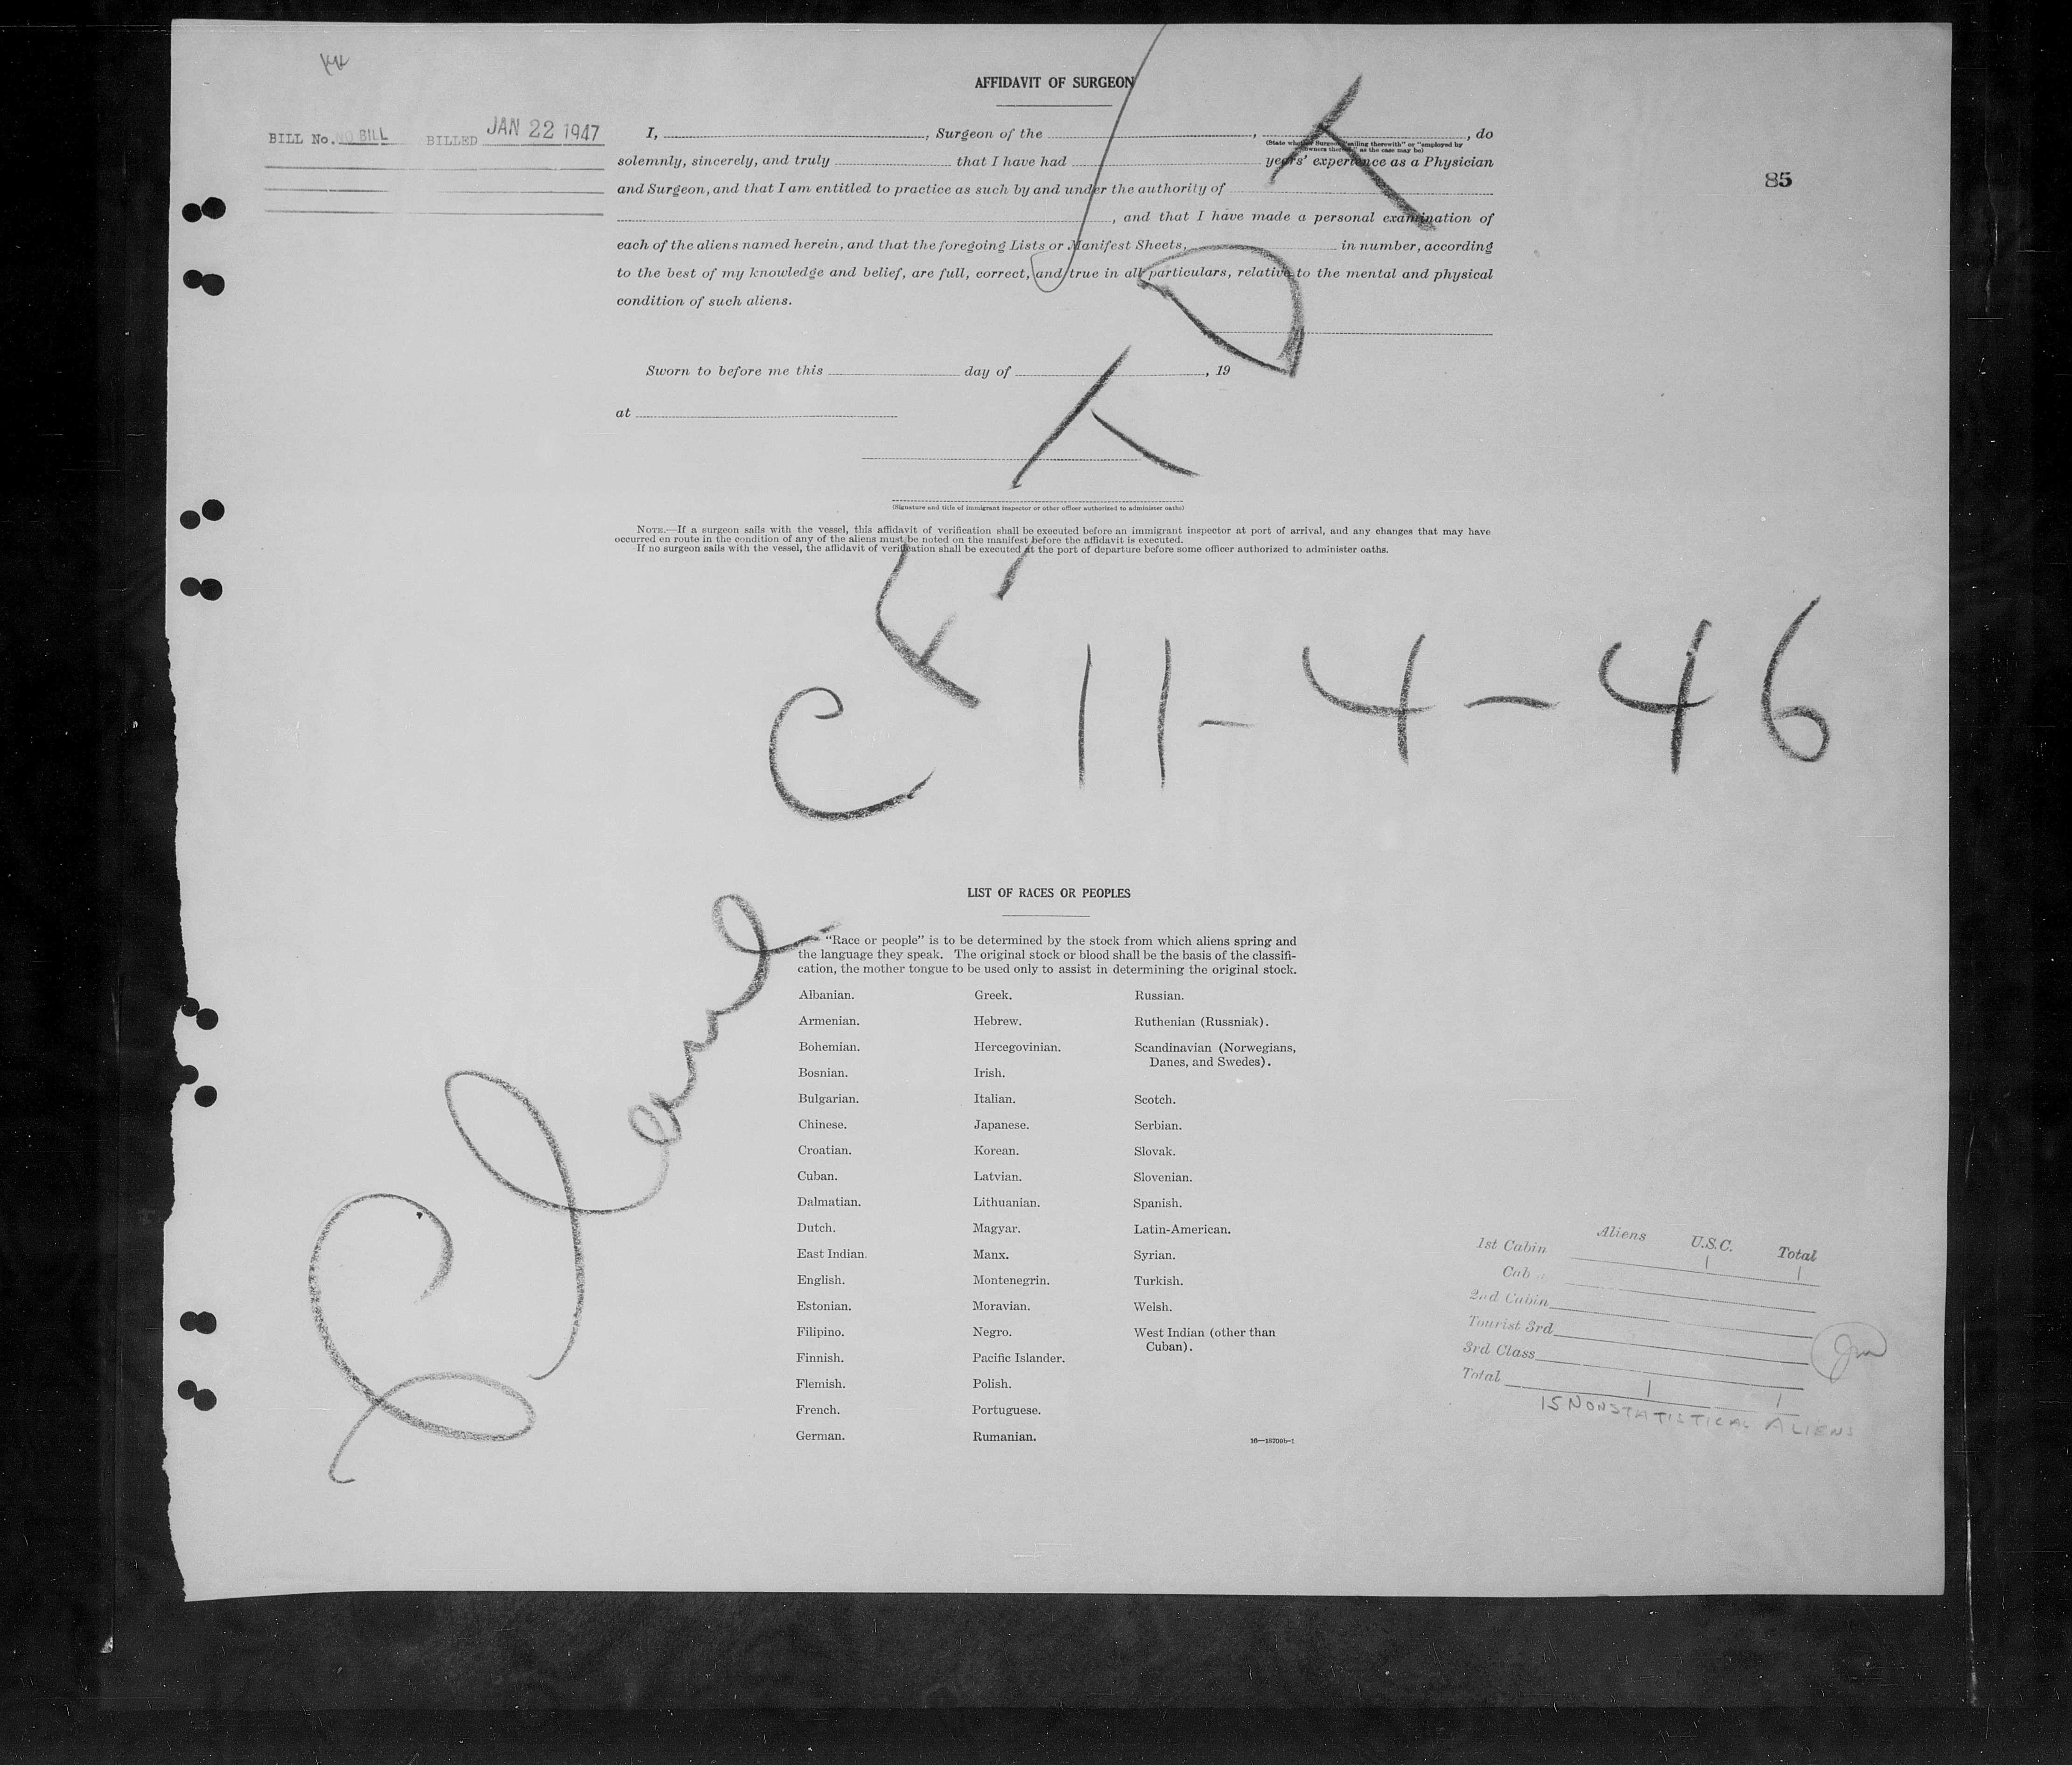 AFFIDAVIT OF SURGEON
BILL No. NO BILL BILLED JAN 22 1947
85
I, , Surgeon of the , , do
(State whether Surgeon "sailing therewith" or "employed by owners thereof," as the case may be)
solemnly, sincerely, and truly that I have had years' experience as a Physician
and Surgeon, and that I am entitled to practice as such by and under the authority of
, and that I have made a personal examination of
each of the aliens named herein, and that the foregoing Lists or Manifest Sheets, in number, according
to the best of my knowledge and belief, are full, correct, and true in all particulars, relative to the mental and physical
condition of such aliens.
Sworn to before me this day of , 19
at
(Signature and title of immigrant inspector or other officer authorized to administer oaths)
NOTE.—If a surgeon sails with the vessel, this affidavit of verification shall be executed before an immigrant inspector at port of arrival, and any changes that may have
occurred en route in the condition of any of the aliens must be noted on the manifest before the affidavit is executed.
If no surgeon sails with the vessel, the affidavit of verification shall be executed at the port of departure before some officer authorized to administer oaths.
11-4-46
LIST OF RACES OR PEOPLES
"Race or people" is to be determined by the stock from which aliens spring and
the language they speak. The original stock or blood shall be the basis of the classifi-
cation, the mother tongue to be used only to assist in determining the original stock.
Albanian.
Armenian.
Bohemian.
Bosnian.
Bulgarian.
Chinese.
Croatian.
Cuban.
Dalmatian.
Dutch.
East Indian.
English.
Estonian.
Filipino.
Finnish.
Flemish.
French.
German.
Greek.
Hebrew.
Hercegovinian.
Irish.
Italian.
Japanese.
Korean.
Latvian.
Lithuanian.
Magyar.
Manx.
Montenegrin.
Moravian.
Negro.
Pacific Islander.
Polish.
Portuguese.
Rumanian.
Russian.
Ruthenian (Russniak).
Scandinavian (Norwegians,
Danes, and Swedes).
Scotch.
Serbian.
Slovak.
Slovenian.
Spanish.
Latin-American.
Syrian.
Turkish.
Welsh.
West Indian (other than
Cuban).
16—18709b-1
Aliens U.S.C. Total
1st Cabin 1 1
Cab
2nd Cabin
Tourist 3rd
3rd Class
Total 1 1
15 NONSTATISTICAL ALIENS